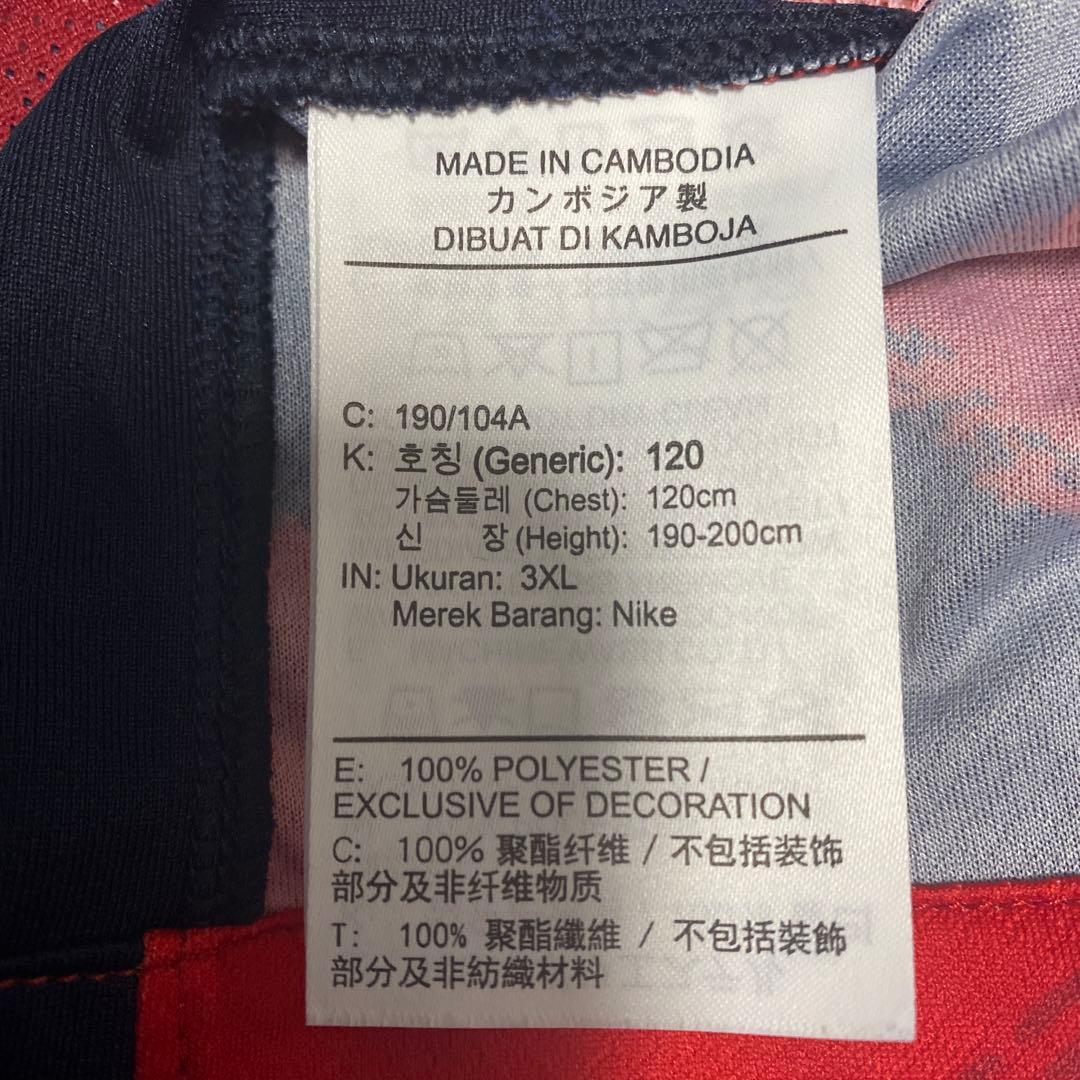 MADE IN CAMBODIA
カンボジア製
DIBUAT DI KAMBOJA
C: 190/104A
K: 호칭 (Generic): 120
가슴둘레 (Chest): 120cm
신 장 (Height): 190-200cm
IN: Ukuran: 3XL
Merek Barang: Nike
E: 100% POLYESTER /
EXCLUSIVE OF DECORATION
C: 100% 聚酯纤维 / 不包括装饰
部分及非纤维物质
T: 100% 聚酯纖維 / 不包括裝飾
部分及非紡織材料